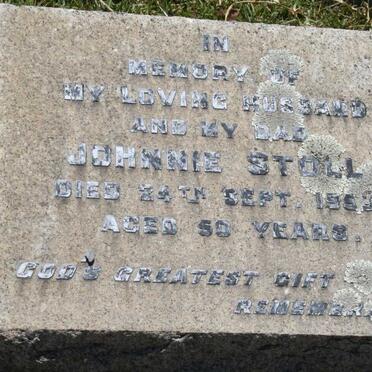 IN
MEMORY OF
MY LOVING HUSBAND
AND MY DAD
JOHNNIE STOLL
DIED 24TH SEPT.
AGED 50 YEARS.
GOD'S GREATEST GIFT